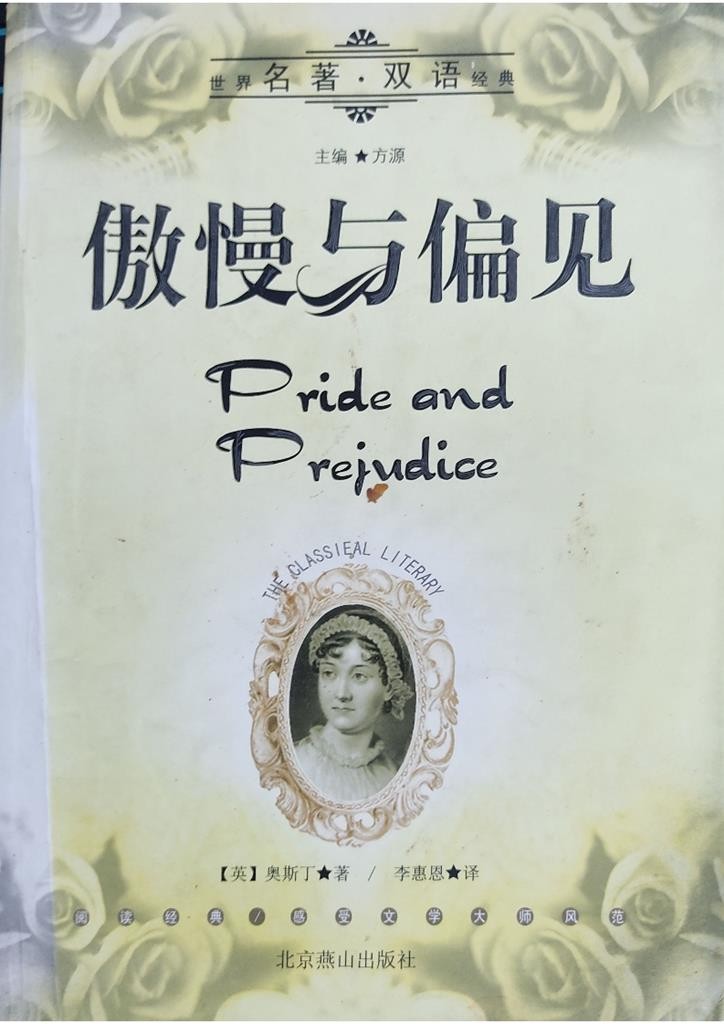 世界名著·双语经典
主编★方源
傲慢与偏见
Pride and
Prejudice
THE CLASSIEAL LITERARY
【英】奥斯丁★著 / 李惠恩★译
阅读经典/感受文学大师风范
北京燕山出版社